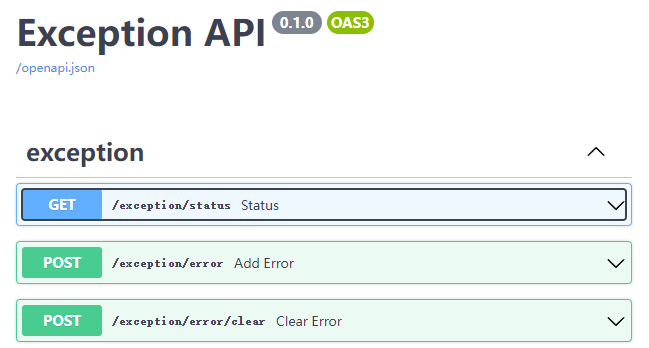 Exception API 0.1.0 OAS3
/openapi.json
exception
GET /exception/status Status
POST /exception/error Add Error
POST /exception/error/clear Clear Error